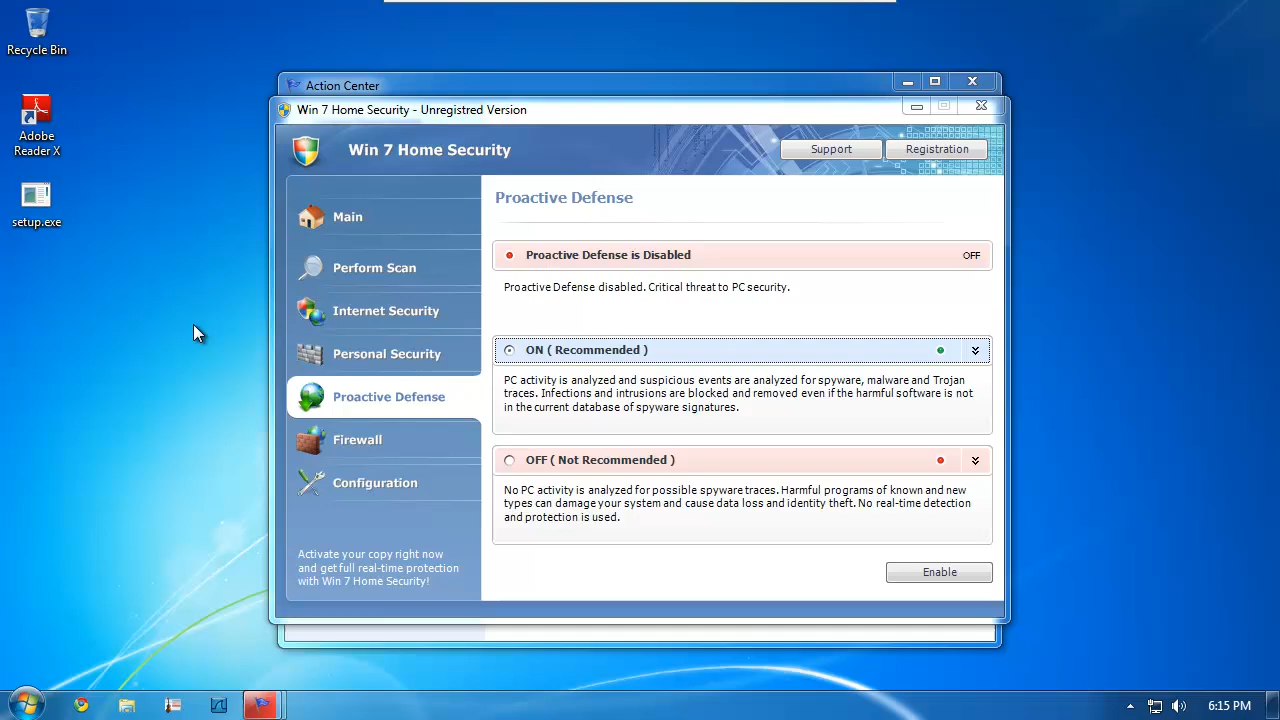 Recycle Bin
Adobe
Reader X
setup.exe
Action Center
Win 7 Home Security - Unregistred Version
Win 7 Home Security
Support
Registration
Main
Perform Scan
Internet Security
Personal Security
Proactive Defense
Firewall
Configuration
Activate your copy right now
and get full real-time protection
with Win 7 Home Security!
Proactive Defense
Proactive Defense is Disabled OFF
Proactive Defense disabled. Critical threat to PC security.
ON ( Recommended )
PC activity is analyzed and suspicious events are analyzed for spyware, malware and Trojan
traces. Infections and intrusions are blocked and removed even if the harmful software is not
in the current database of spyware signatures.
OFF ( Not Recommended )
No PC activity is analyzed for possible spyware traces. Harmful programs of known and new
types can damage your system and cause data loss and identity theft. No real-time detection
and protection is used.
Enable
6:15 PM